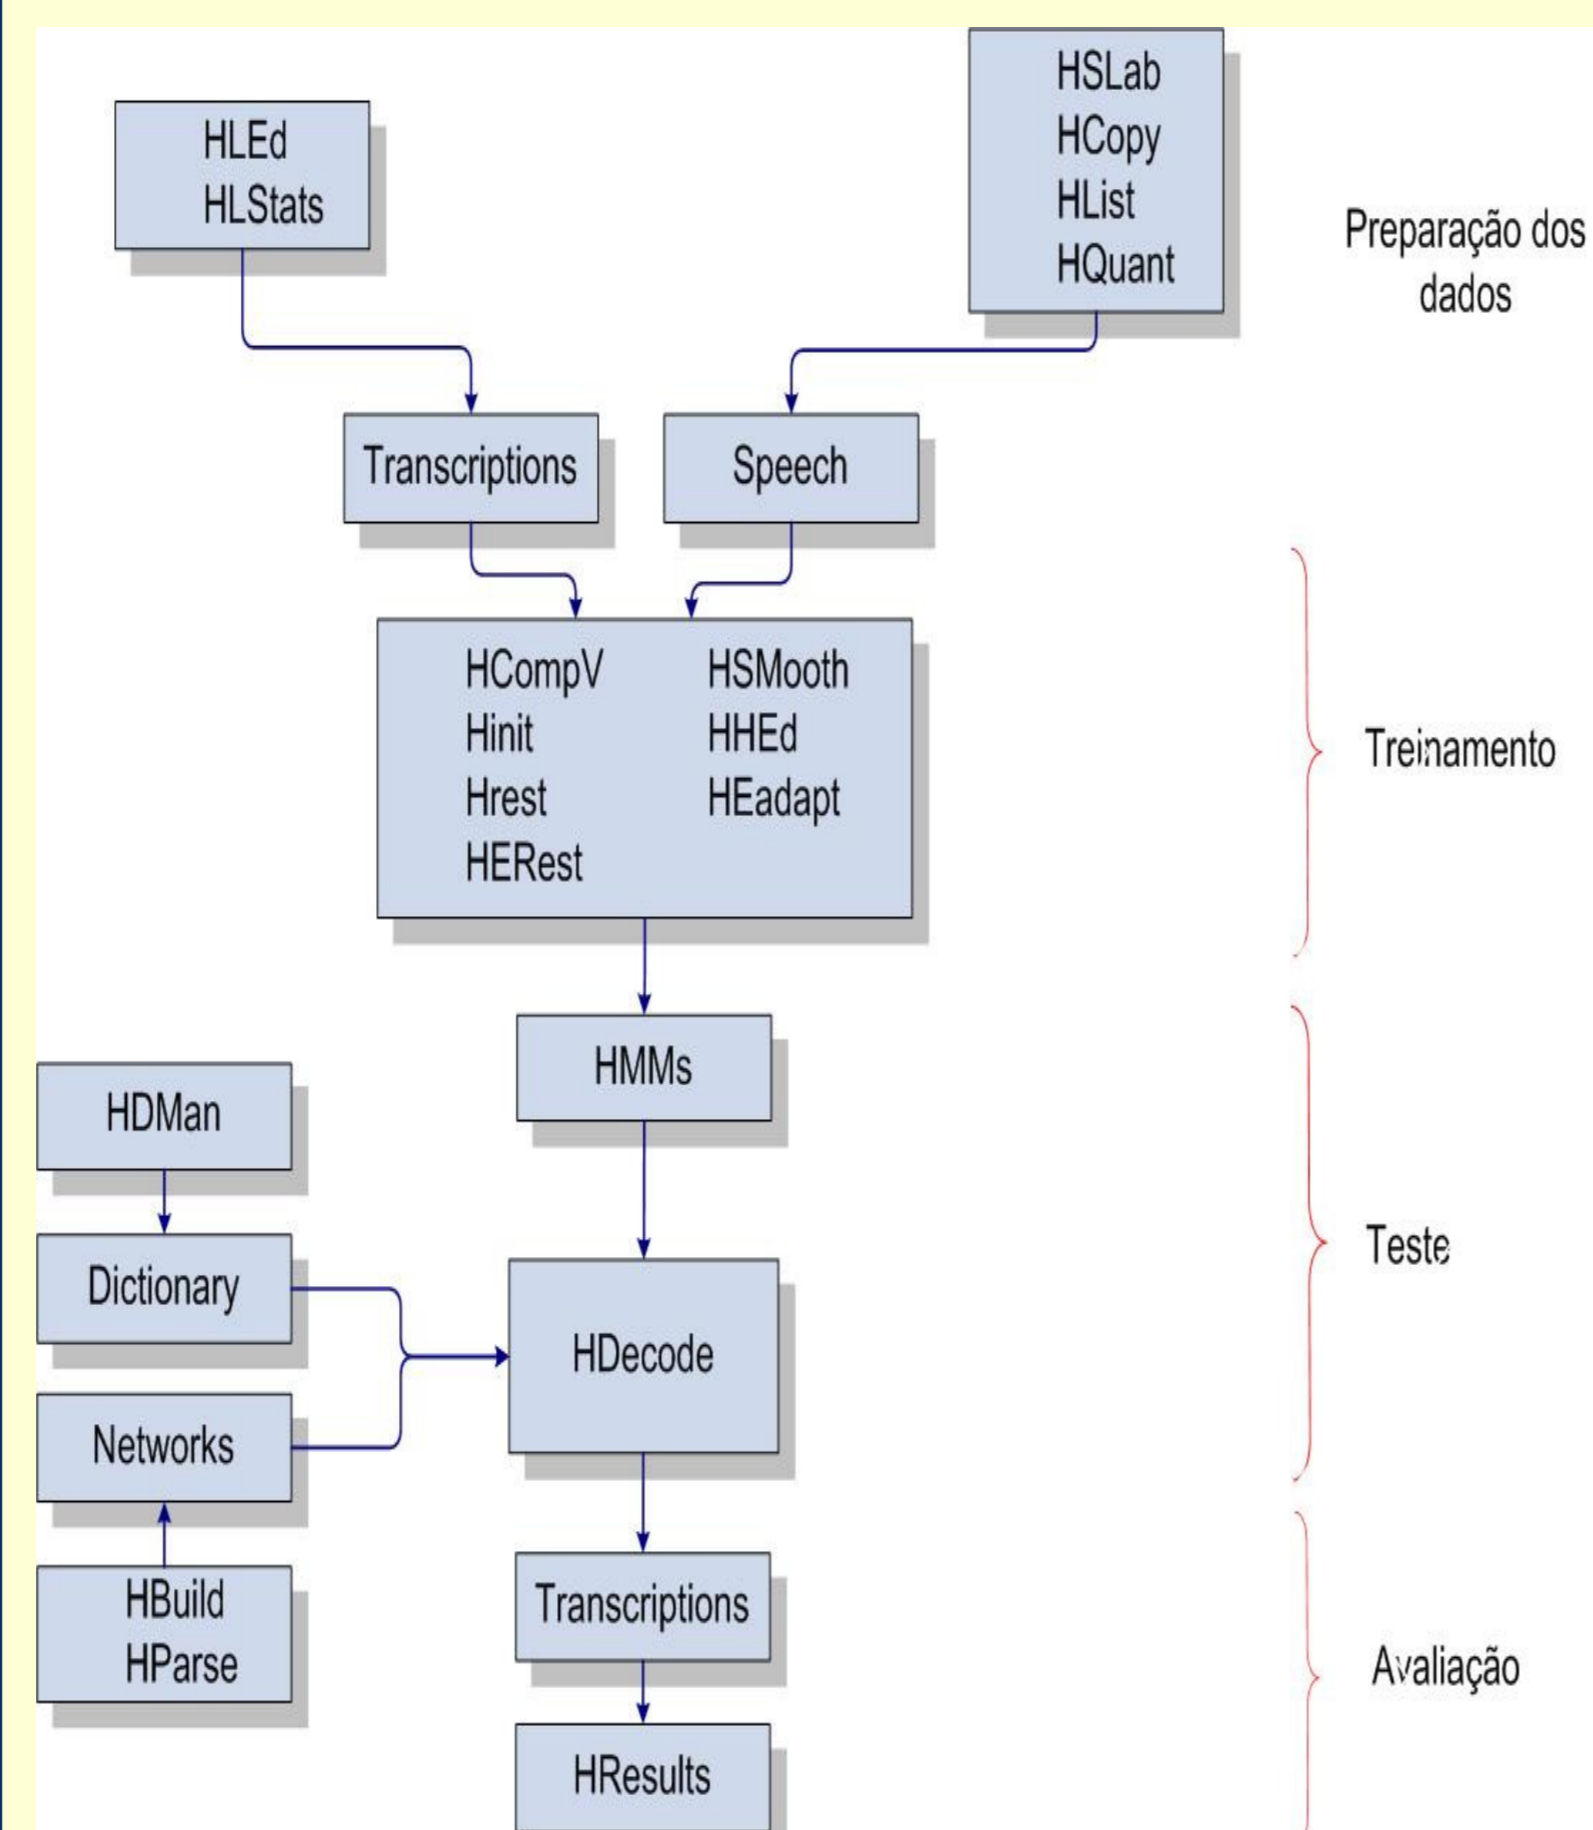 HLEd
HLStats
HSLab
HCopy
HList
HQuant
Preparação dos
dados
Transcriptions
Speech
HCompV
Hinit
Hrest
HERest
HSMooth
HHEd
HEadapt
Treinamento
HMMs
HDMan
Dictionary
Networks
HBuild
HParse
HDecode
Teste
Transcriptions
HResults
Avaliação